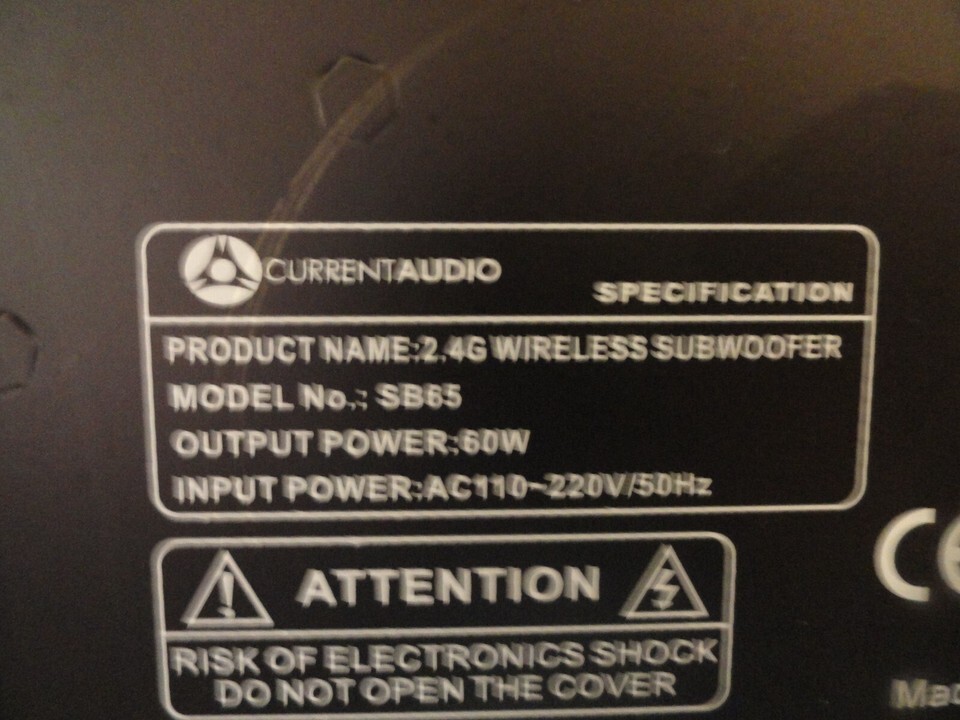 CURRENTAUDIO
SPECIFICATION
PRODUCT NAME:2.4G WIRELESS SUBWOOFER
MODEL No.: SB65
OUTPUT POWER:60W
INPUT POWER:AC110~220V/50Hz
CE
ATTENTION
RISK OF ELECTRONICS SHOCK
DO NOT OPEN THE COVER